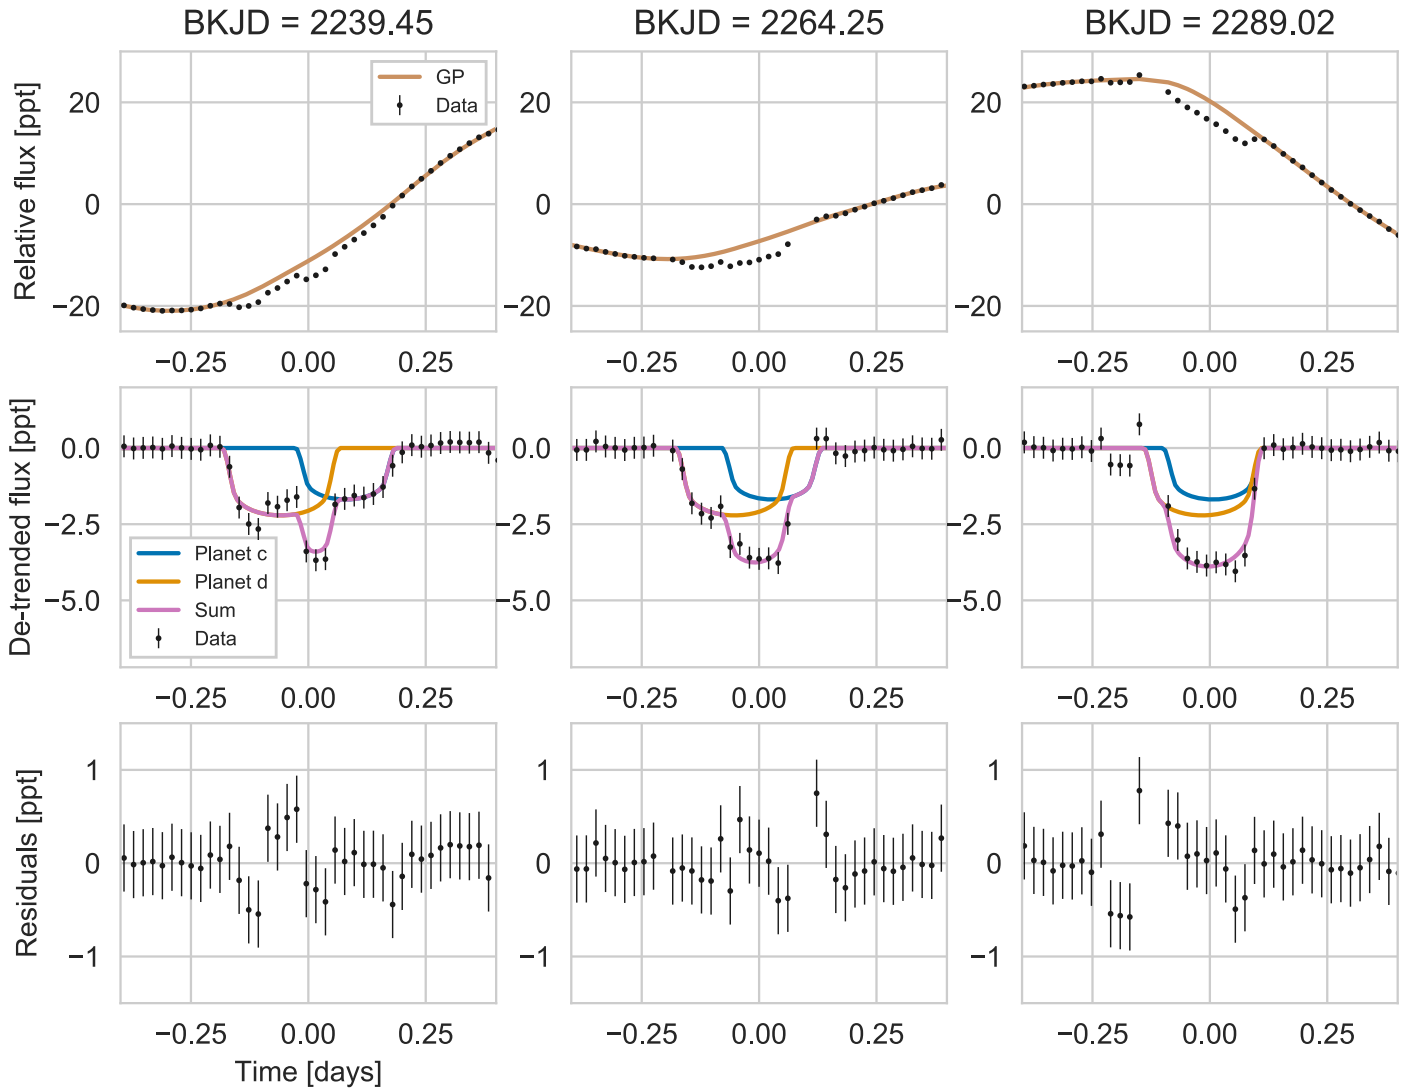 BKJD = 2239.45
BKJD = 2264.25
BKJD = 2289.02
Relative flux [ppt]
20
0
−20
GP
Data
−0.25 0.00 0.25
20
0
−20
−0.25 0.00 0.25
20
0
−20
−0.25 0.00 0.25
De-trended flux [ppt]
0.0
−2.5
−5.0
Planet c
Planet d
Sum
Data
−0.25 0.00 0.25
0.0
−2.5
−5.0
−0.25 0.00 0.25
0.0
−2.5
−5.0
−0.25 0.00 0.25
Residuals [ppt]
1
0
−1
−0.25 0.00 0.25
Time [days]
1
0
−1
−0.25 0.00 0.25
1
0
−1
−0.25 0.00 0.25